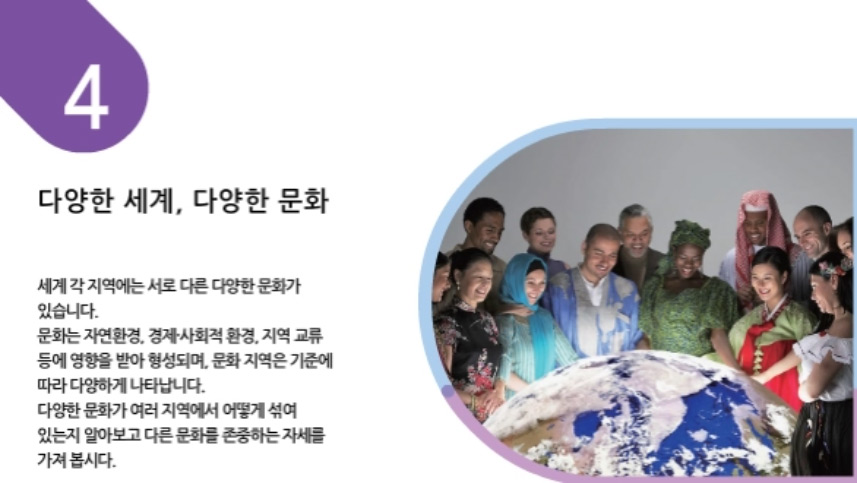 4
다양한 세계, 다양한 문화
세계 각 지역에는 서로 다른 다양한 문화가
있습니다.
문화는 자연환경, 경제·사회적 환경, 지역 교류
등에 영향을 받아 형성되며, 문화 지역은 기준에
따라 다양하게 나타납니다.
다양한 문화가 여러 지역에서 어떻게 섞여
있는지 알아보고 다른 문화를 존중하는 자세를
가져 봅시다.